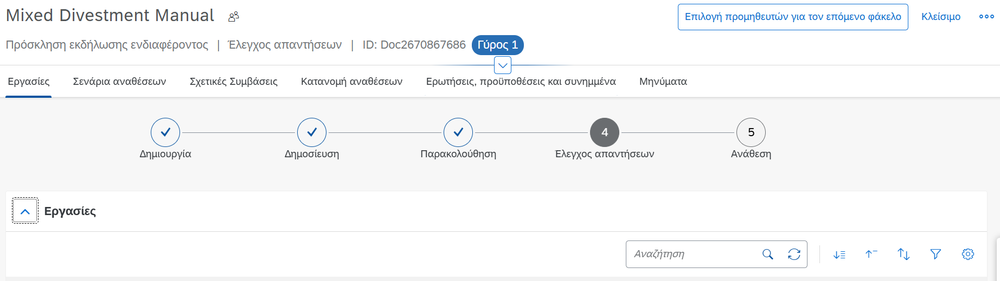 Mixed Divestment Manual
Επιλογή προμηθευτών για τον επόμενο φάκελο
Κλείσιμο
Πρόσκληση εκδήλωσης ενδιαφέροντος | Έλεγχος απαντήσεων | ID: Doc2670867686 Γύρος 1
Εργασίες Σενάρια αναθέσεων Σχετικές Συμβάσεις Κατανομή αναθέσεων Ερωτήσεις, προϋποθέσεις και συνημμένα Μηνύματα
4 5
Δημιουργία Δημοσίευση Παρακολούθηση Έλεγχος απαντήσεων Ανάθεση
Εργασίες
Αναζήτηση